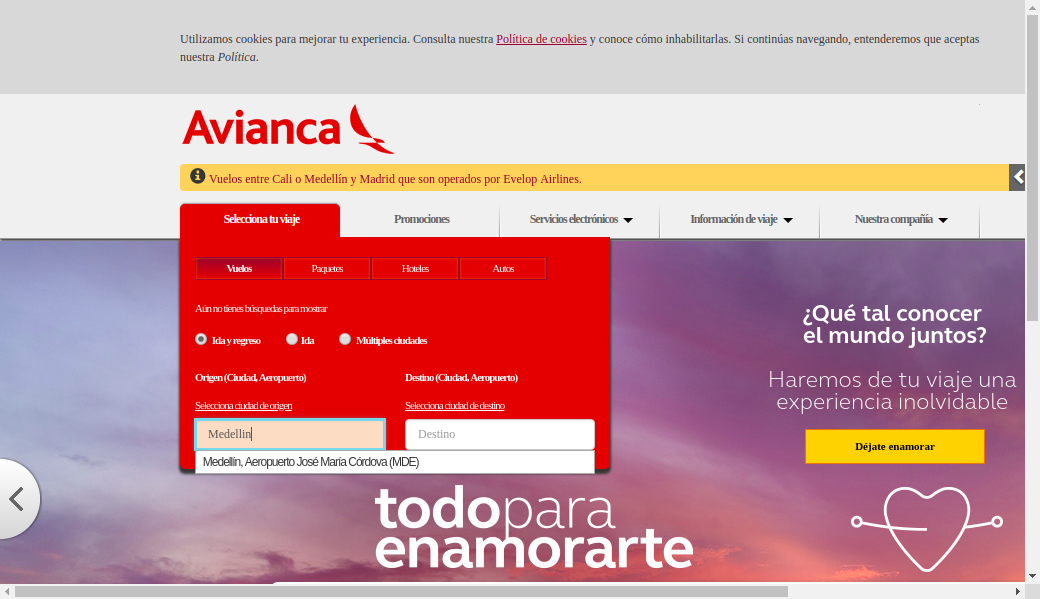 Utilizamos cookies para mejorar tu experiencia. Consulta nuestra Política de cookies y conoce cómo inhabilitarlas. Si continúas navegando, entenderemos que aceptas
nuestra Política.
Avianca
Vuelos entre Cali o Medellín y Madrid que son operados por Evelop Airlines.
Selecciona tu viaje
Promociones
Servicios electrónicos
Información de viaje
Nuestra compañía
Vuelos
Paquetes
Hoteles
Autos
Aún no tienes búsquedas para mostrar
Ida y regreso
Ida
Múltiples ciudades
Origen (Ciudad, Aeropuerto)
Destino (Ciudad, Aeropuerto)
Selecciona ciudad de origen
Selecciona ciudad de destino
Medellin
Destino
Medellín, Aeropuerto José María Córdova (MDE)
¿Qué tal conocer
el mundo juntos?
Haremos de tu viaje una
experiencia inolvidable
Déjate enamorar
todopara
enamorarte